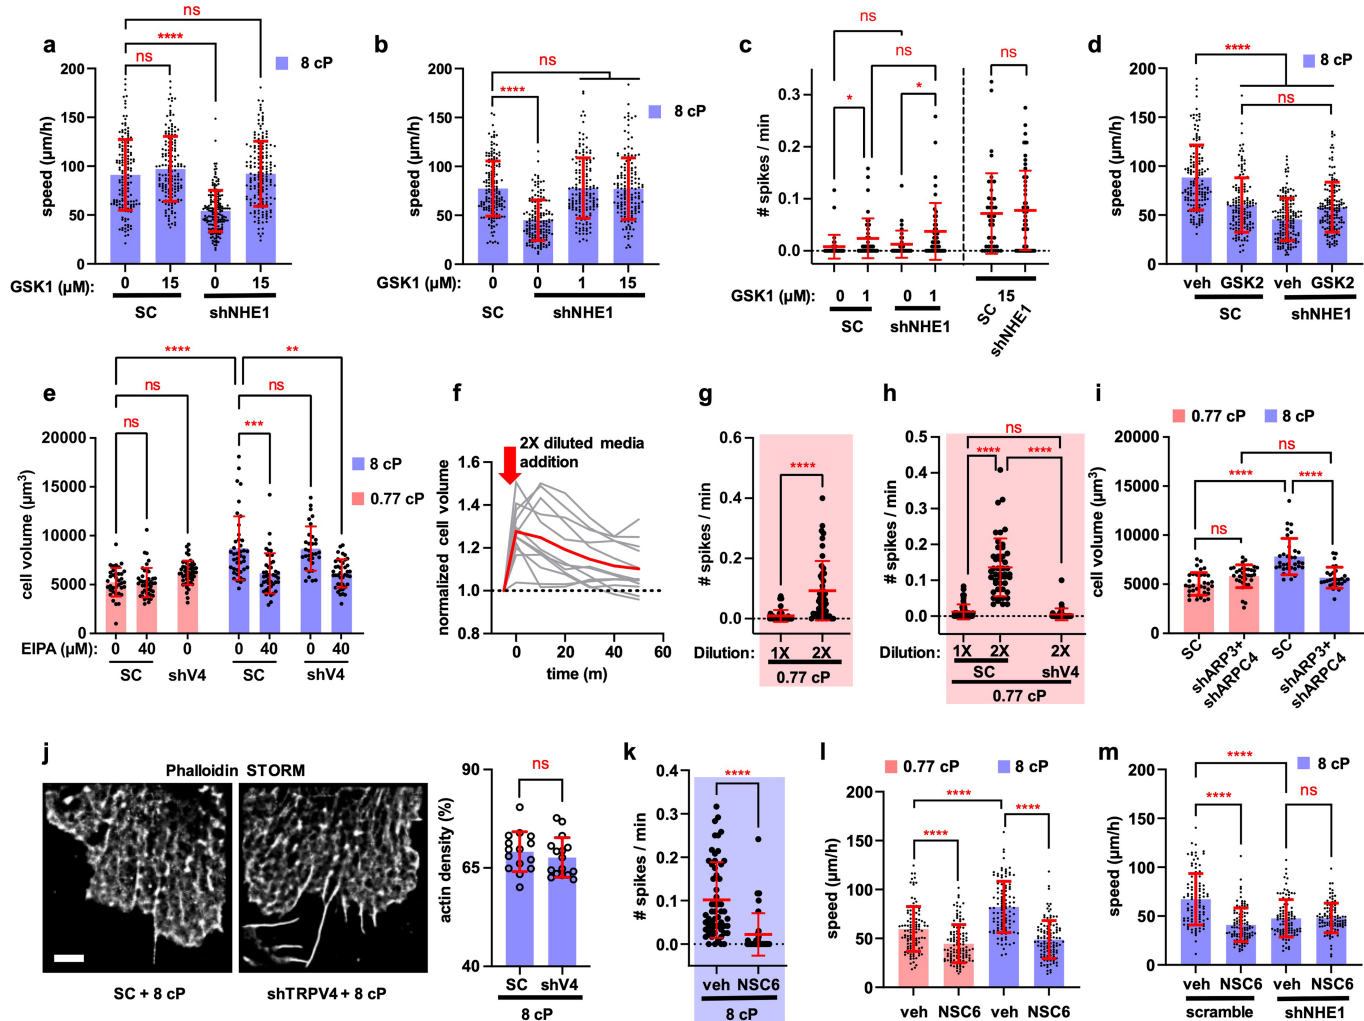 a
ns
****
ns
8 cP
speed (µm/h)
200
150
100
50
0
GSK1 (µM):
0
15
0
15
SC
shNHE1
b
ns
****
8 cP
speed (µm/h)
200
150
100
50
0
GSK1 (µM):
0
0
1
15
SC
shNHE1
c
ns
ns
ns
*
*
# spikes / min
0.3
0.2
0.1
0.0
GSK1 (µM):
0
1
0
1
15
SC
shNHE1
SC
shNHE1
d
****
8 cP
ns
speed (µm/h)
200
150
100
50
0
veh
GSK2
veh
GSK2
SC
shNHE1
e
****
**
ns
ns
ns
***
8 cP
0.77 cP
cell volume (µm³)
20000
15000
10000
5000
0
EIPA (µM):
0
40
0
0
40
0
40
SC
shV4
SC
shV4
f
2X diluted media
addition
normalized cell volume
1.6
1.4
1.2
1.0
0.8
0
20
40
60
time (m)
g
****
# spikes / min
0.6
0.4
0.2
0.0
Dilution:
1X
2X
0.77 cP
h
ns
****
****
# spikes / min
0.5
0.4
0.3
0.2
0.1
0.0
Dilution:
1X
2X
2X
SC
shV4
0.77 cP
i
0.77 cP
8 cP
ns
****
****
ns
cell volume (µm³)
20000
15000
10000
5000
0
SC
shARP3+
shARPC4
SC
shARP3+
shARPC4
j
Phalloidin STORM
SC + 8 cP
shTRPV4 + 8 cP
ns
actin density (%)
90
65
40
SC
shV4
8 cP
k
****
# spikes / min
0.4
0.3
0.2
0.1
0.0
veh
NSC6
8 cP
l
0.77 cP
8 cP
****
****
****
speed (µm/h)
200
150
100
50
0
veh
NSC6
veh
NSC6
m
****
8 cP
****
ns
speed (µm/h)
200
150
100
50
0
veh
NSC6
veh
NSC6
scramble
shNHE1